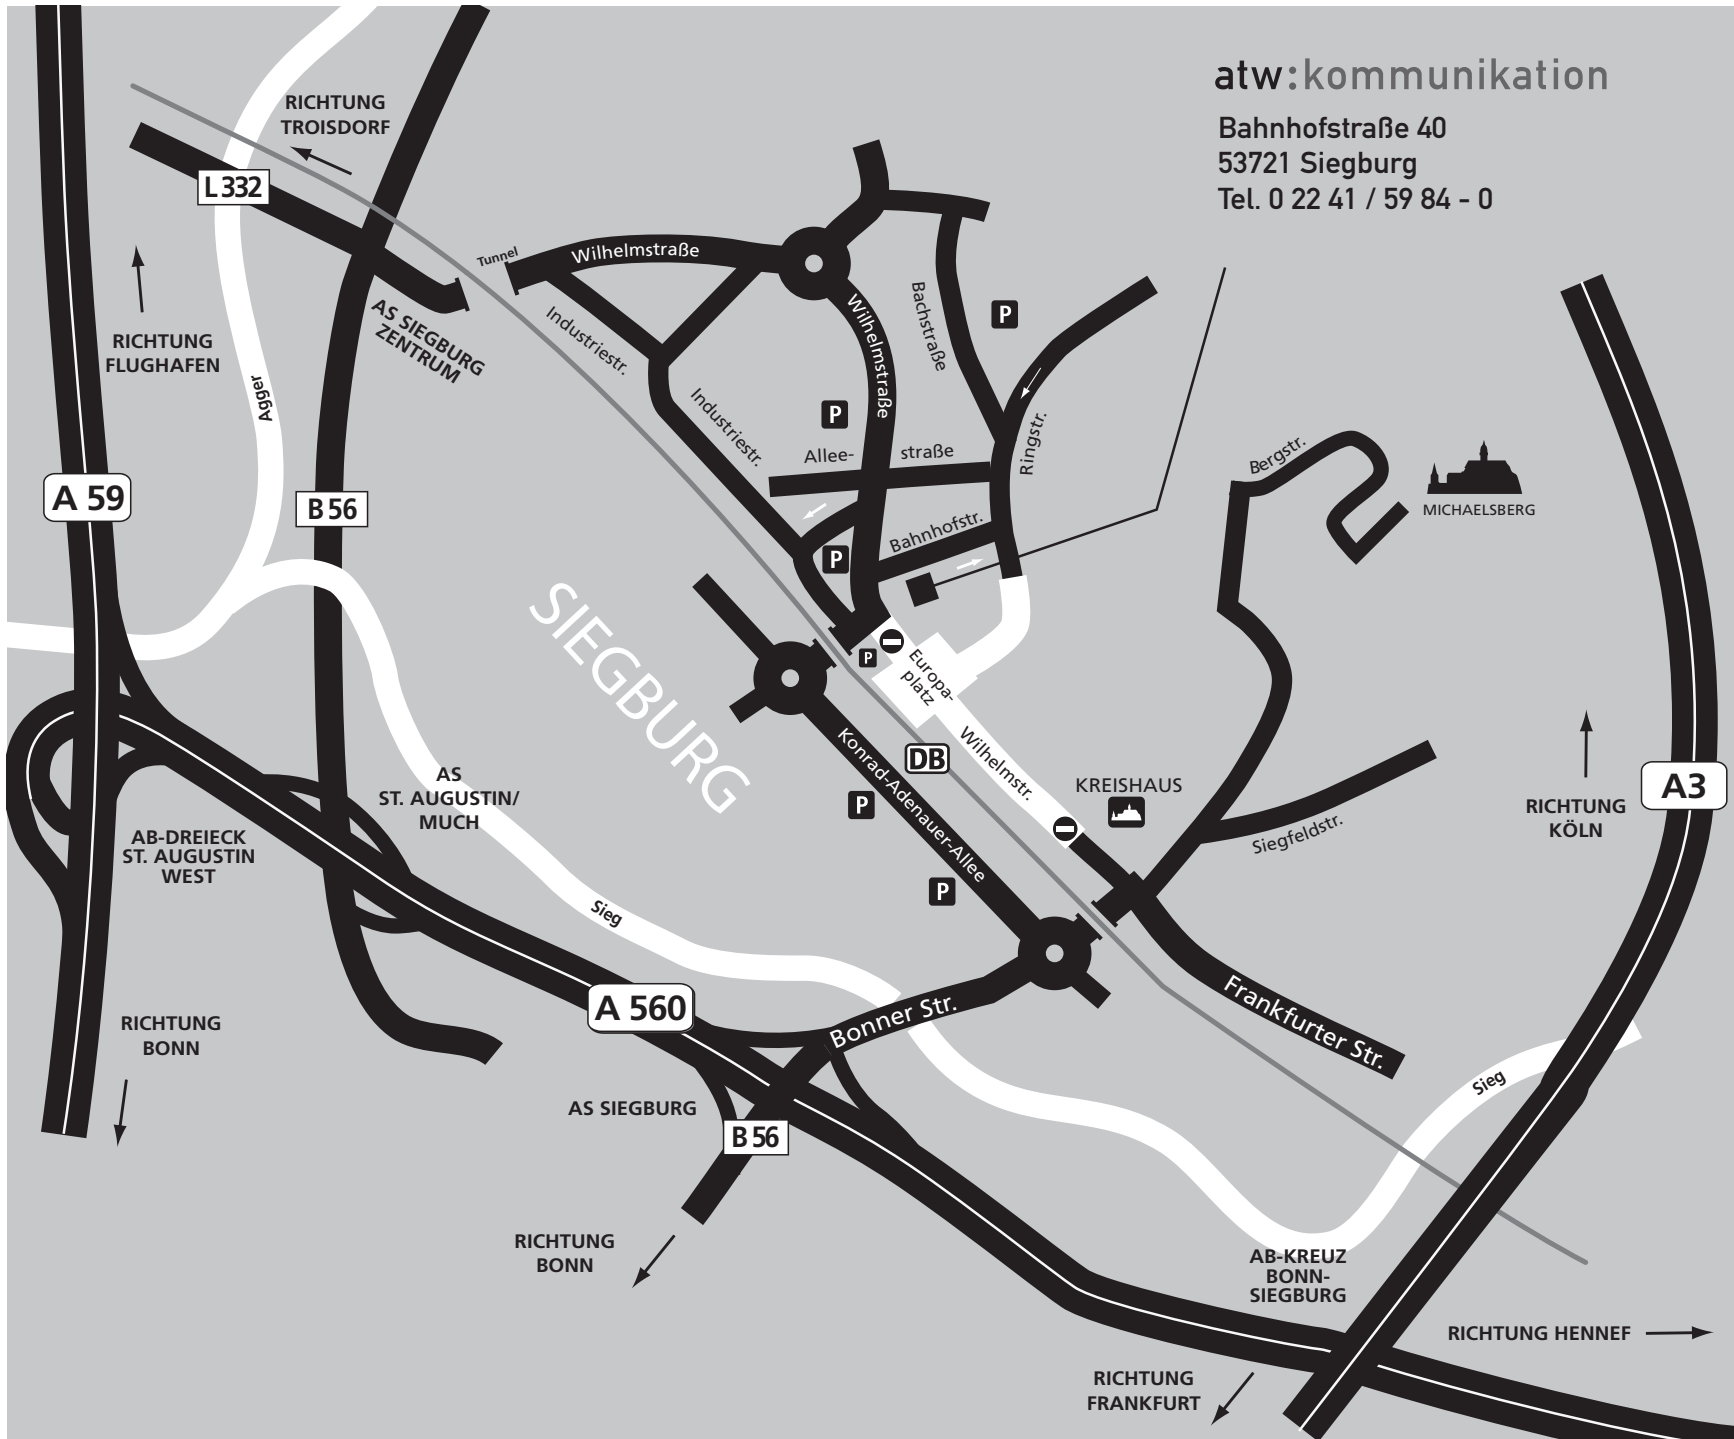 atw:kommunikation
Bahnhofstraße 40
53721 Siegburg
Tel. 0 22 41 / 59 84 - 0
RICHTUNG
TROISDORF
L 332
Tunnel
Wilhelmstraße
RICHTUNG
FLUGHAFEN
AS SIEGBURG
ZENTRUM
Industriestr.
Wilhelmstraße
Bachstraße
P
Agger
Industriestr.
P
Allee-
straße
Ringstr.
Bergstr.
MICHAELSBERG
A 59
B 56
Bahnhofstr.
P
SIEGBURG
P
Europa-
platz
Konrad-Adenauer-Allee
DB
Wilhelmstr.
KREISHAUS
P
Siegfeldstr.
A3
RICHTUNG
KÖLN
AS
ST. AUGUSTIN/
MUCH
AB-DREIECK
ST. AUGUSTIN
WEST
P
Sieg
A 560
Bonner Str.
Frankfurter Str.
RICHTUNG
BONN
Sieg
AS SIEGBURG
B 56
RICHTUNG
BONN
AB-KREUZ
BONN-
SIEGBURG
RICHTUNG HENNEF
RICHTUNG
FRANKFURT